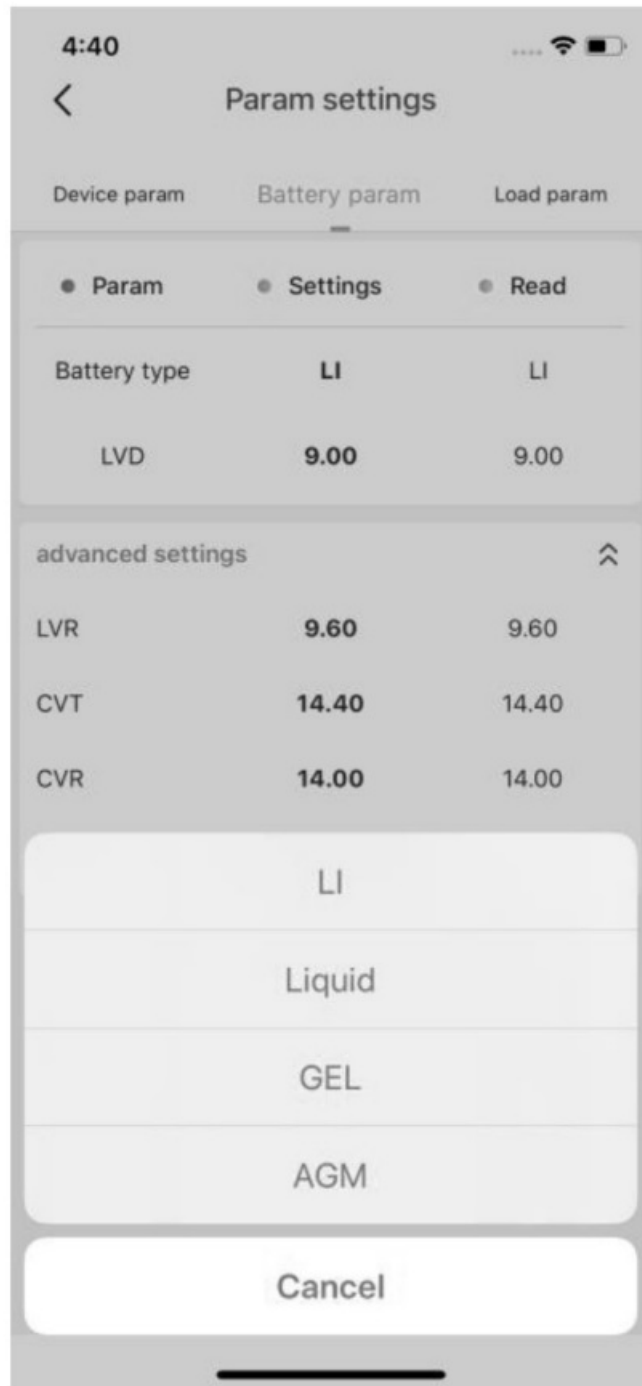 4:40
Param settings
Device param Battery param Load param
Param Settings Read
Battery type LI LI
LVD 9.00 9.00
advanced settings
LVR 9.60 9.60
CVT 14.40 14.40
CVR 14.00 14.00
LI
Liquid
GEL
AGM
Cancel